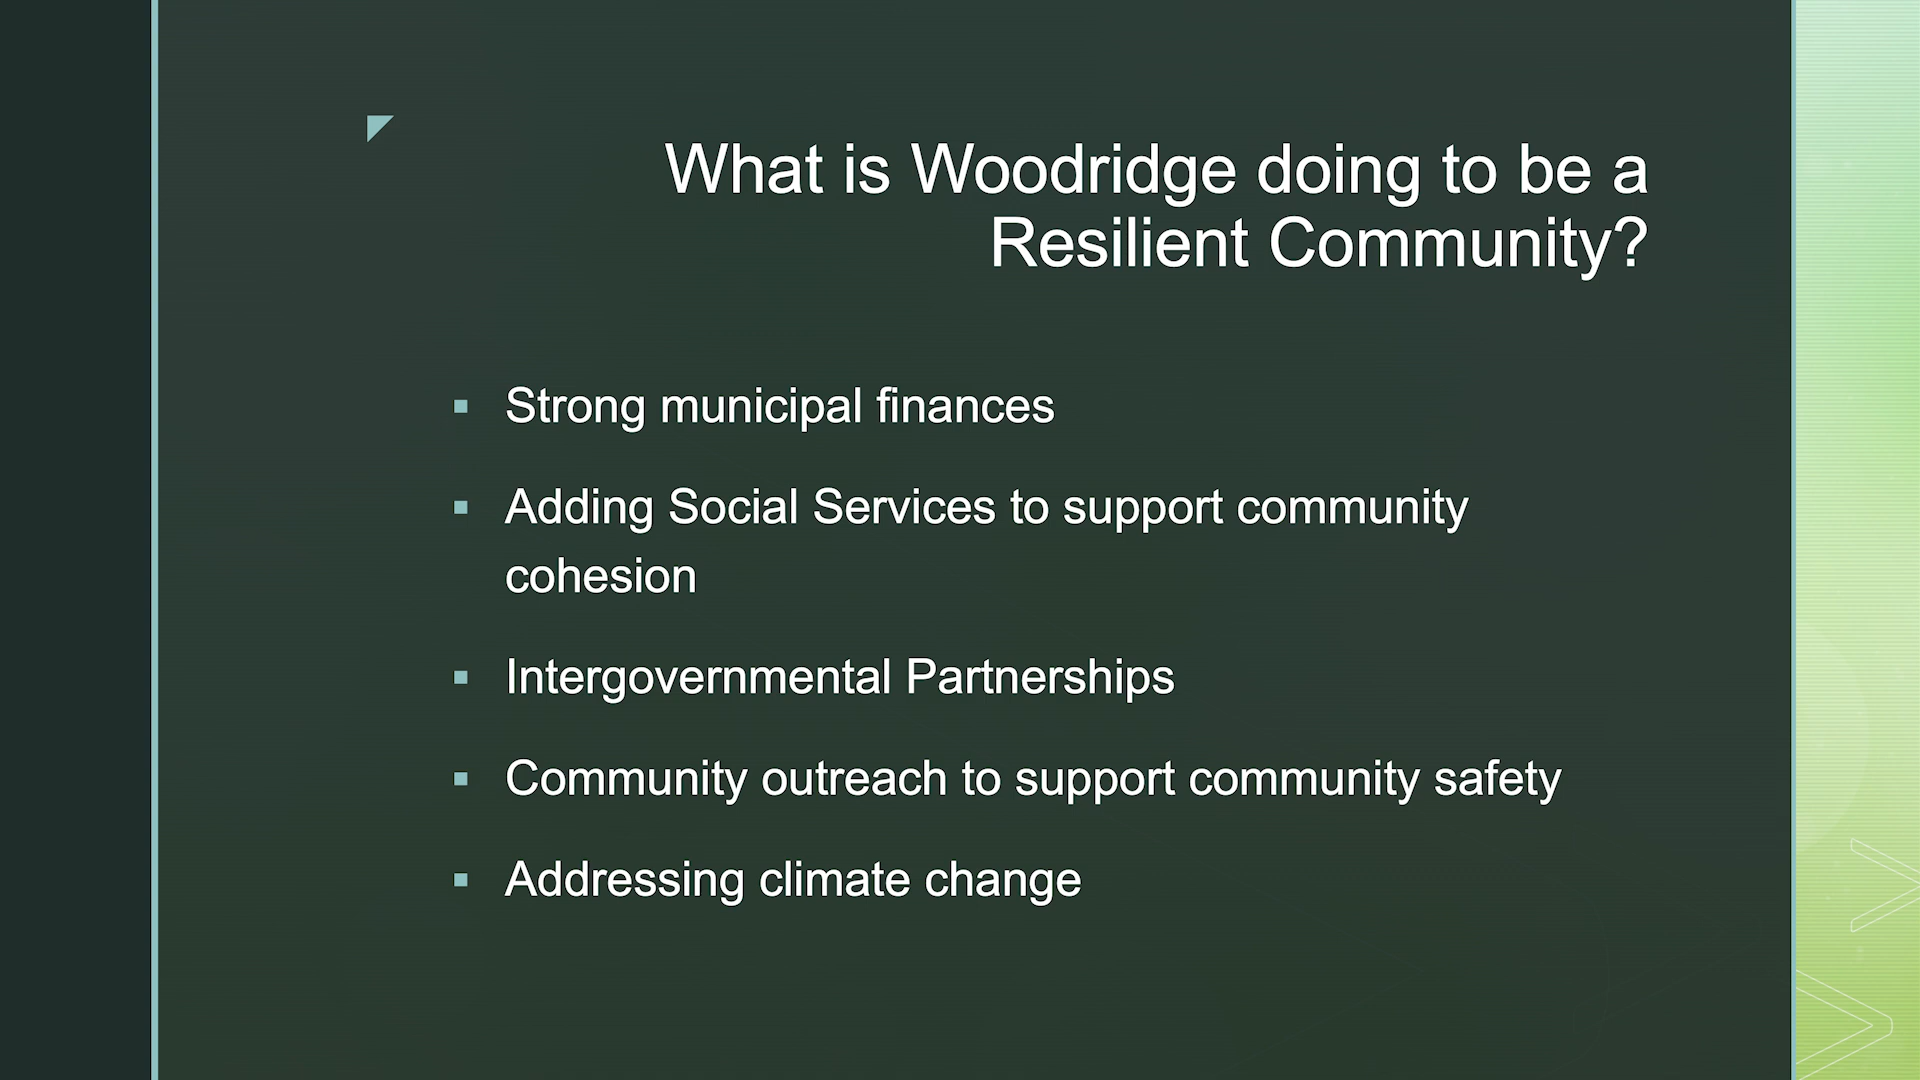 What is Woodridge doing to be a
Resilient Community?
Strong municipal finances
Adding Social Services to support community
cohesion
Intergovernmental Partnerships
Community outreach to support community safety
Addressing climate change